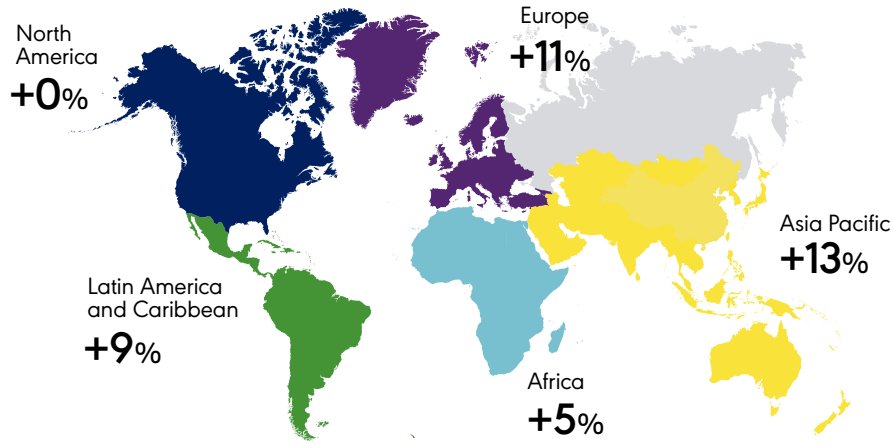 North
America
+0%
Europe
+11%
Asia Pacific
+13%
Latin America
and Caribbean
+9%
Africa
+5%